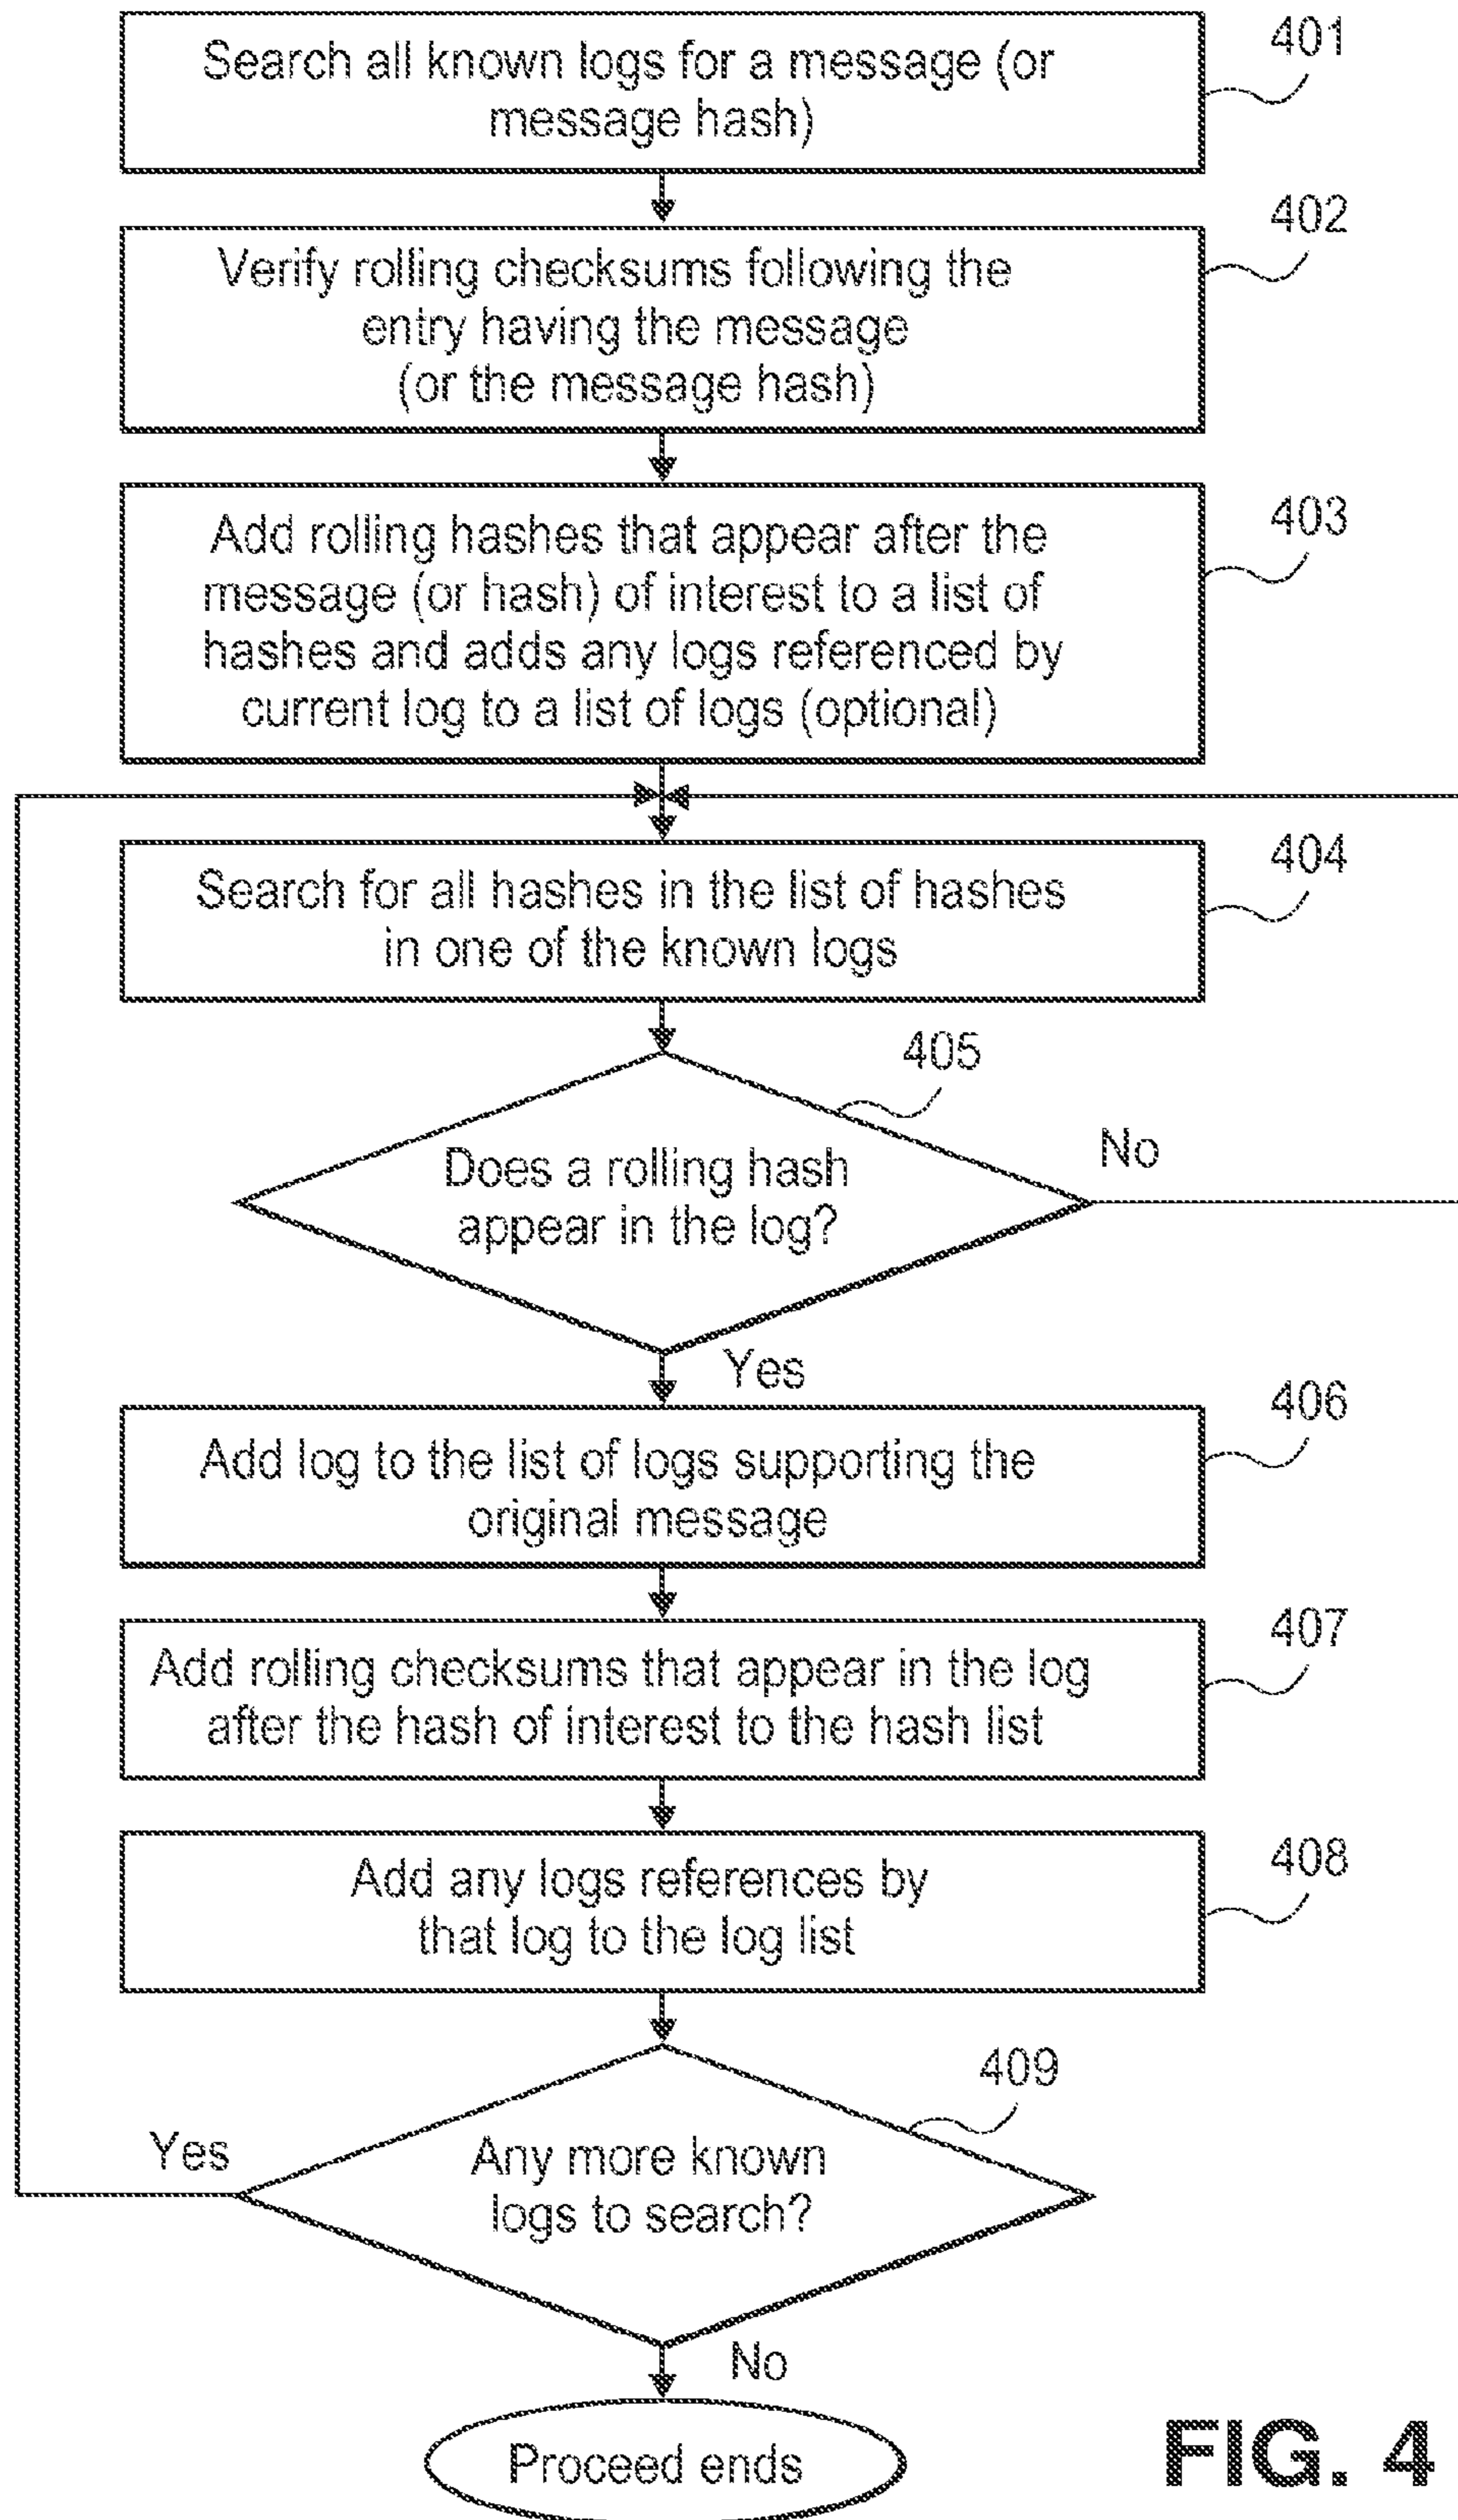 Search all known logs for a message (or
message hash)
401
Verify rolling checksums following the
entry having the message
(or the message hash)
402
Add rolling hashes that appear after the
message (or hash) of interest to a list of
hashes and adds any logs referenced by
current log to a list of logs (optional)
403
Search for all hashes in the list of hashes
in one of the known logs
404
Does a rolling hash
appear in the log?
405
No
Yes
Add log to the list of logs supporting the
original message
406
Add rolling checksums that appear in the log
after the hash of interest to the hash list
407
Add any logs references by
that log to the log list
408
Any more known
logs to search?
409
Yes
No
Proceed ends
FIG. 4